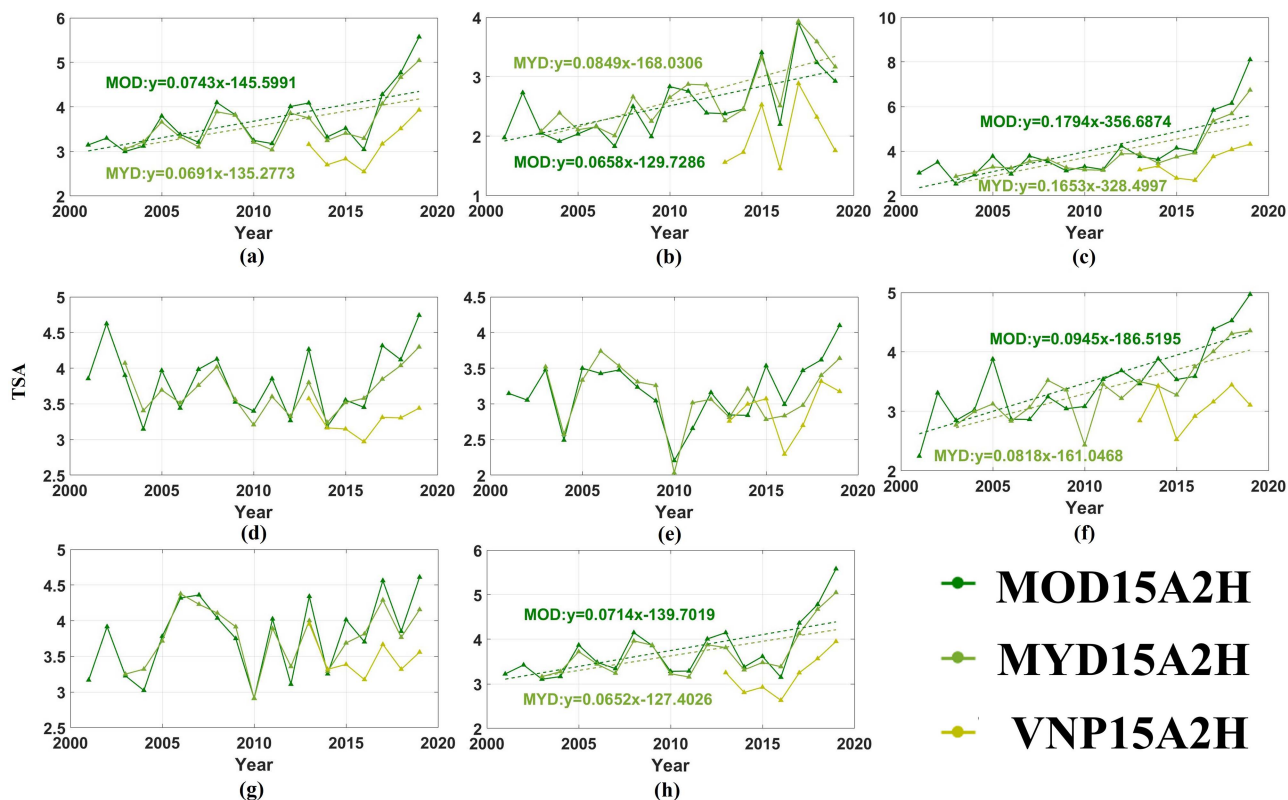 6
5
4
3
2
2000 2005 2010 2015 2020
MOD:y=0.0743x-145.5991
MYD:y=0.0691x-135.2773
Year
(a)
4
3
2
1
2000 2005 2010 2015 2020
MYD:y=0.0849x-168.0306
MOD:y=0.0658x-129.7286
Year
(b)
10
8
6
4
2
2000 2005 2010 2015 2020
MOD:y=0.1794x-356.6874
MYD:y=0.1653x-328.4997
Year
(c)
TSA
5
4.5
4
3.5
3
2.5
2000 2005 2010 2015 2020
Year
(d)
4.5
4
3.5
3
2.5
2
2000 2005 2010 2015 2020
Year
(e)
5
4
3
2
2000 2005 2010 2015 2020
MOD:y=0.0945x-186.5195
MYD:y=0.0818x-161.0468
Year
(f)
5
4.5
4
3.5
3
2.5
2000 2005 2010 2015 2020
Year
(g)
6
5
4
3
2
2000 2005 2010 2015 2020
MOD:y=0.0714x-139.7019
MYD:y=0.0652x-127.4026
Year
(h)
MOD15A2H
MYD15A2H
VNP15A2H